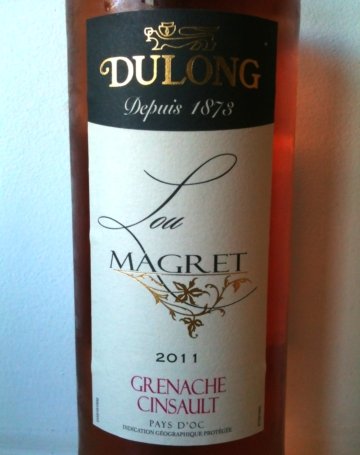 DULONG
Depuis 1873
Lou
MAGRET
2011
GRENACHE
CINSAULT
PAYS D'OC
INDICATION GÉOGRAPHIQUE PROTÉGÉE